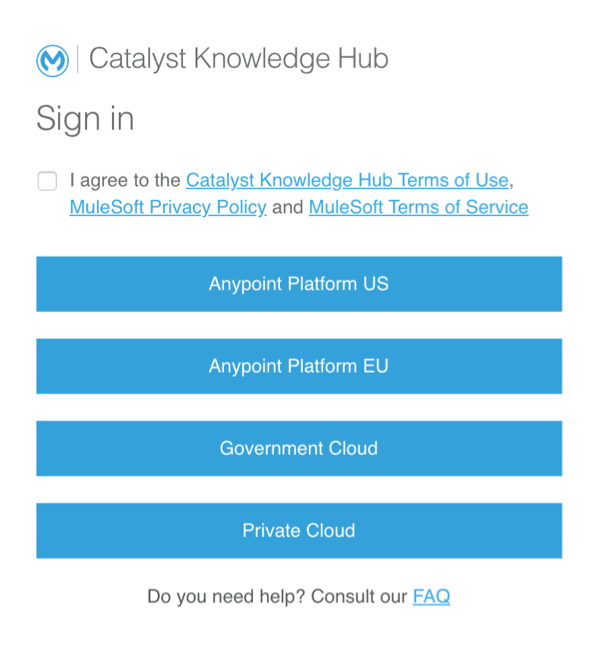 Catalyst Knowledge Hub
Sign in
I agree to the Catalyst Knowledge Hub Terms of Use,
MuleSoft Privacy Policy and MuleSoft Terms of Service
Anypoint Platform US
Anypoint Platform EU
Government Cloud
Private Cloud
Do you need help? Consult our FAQ